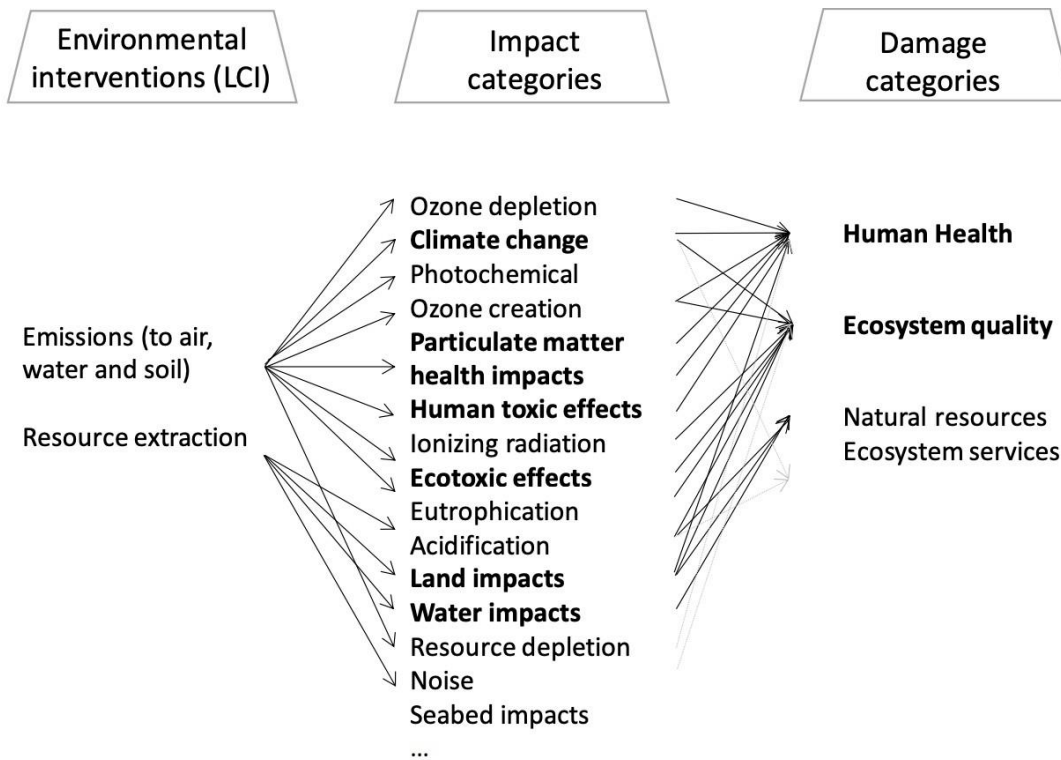 Environmental
interventions (LCI)
Impact
categories
Damage
categories
Emissions (to air,
water and soil)
Resource extraction
Ozone depletion
Climate change
Photochemical
Ozone creation
Particulate matter
health impacts
Human toxic effects
Ionizing radiation
Ecotoxic effects
Eutrophication
Acidification
Land impacts
Water impacts
Resource depletion
Noise
Seabed impacts
...
Human Health
Ecosystem quality
Natural resources
Ecosystem services